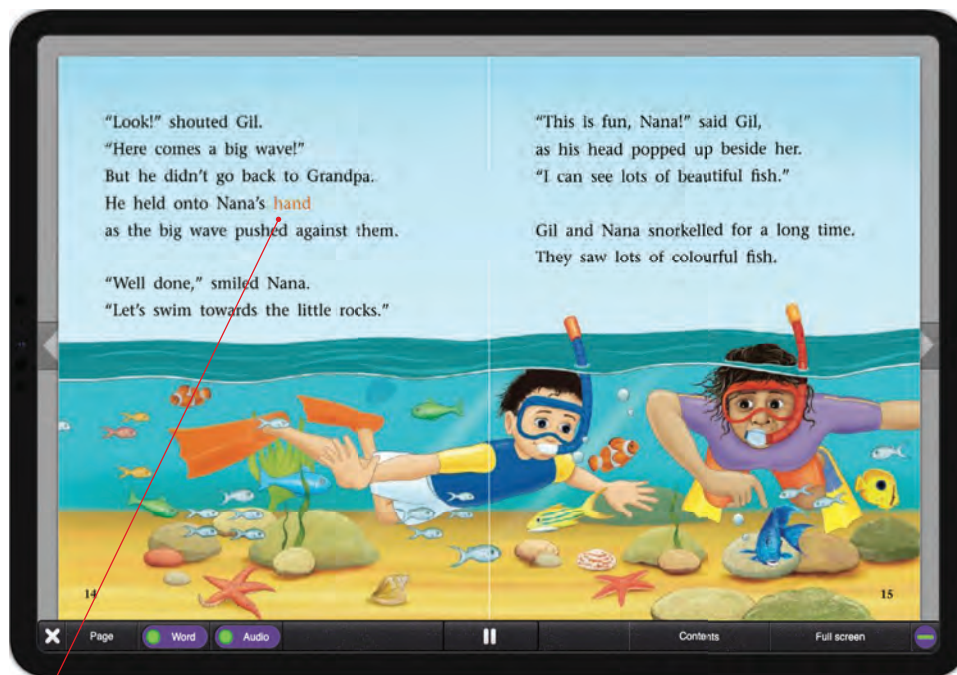 “Look!” shouted Gil.
“Here comes a big wave!”
But he didn’t go back to Grandpa.
He held onto Nana’s hand
as the big wave pushed against them.
“Well done,” smiled Nana.
“Let’s swim towards the little rocks.”
“This is fun, Nana!” said Gil,
as his head popped up beside her.
“I can see lots of beautiful fish.”
Gil and Nana snorkelled for a long time.
They saw lots of colourful fish.
14
15
Page Word Audio Contents Full screen